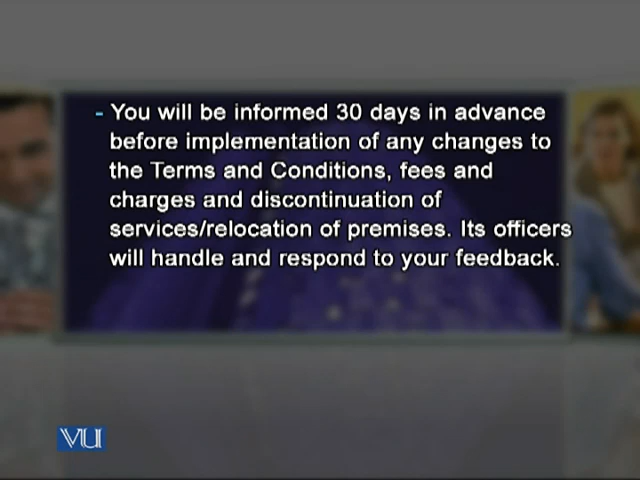 - You will be informed 30 days in advance
before implementation of any changes to
the Terms and Conditions, fees and
charges and discontinuation of
services/relocation of premises. Its officers
will handle and respond to your feedback.
VU